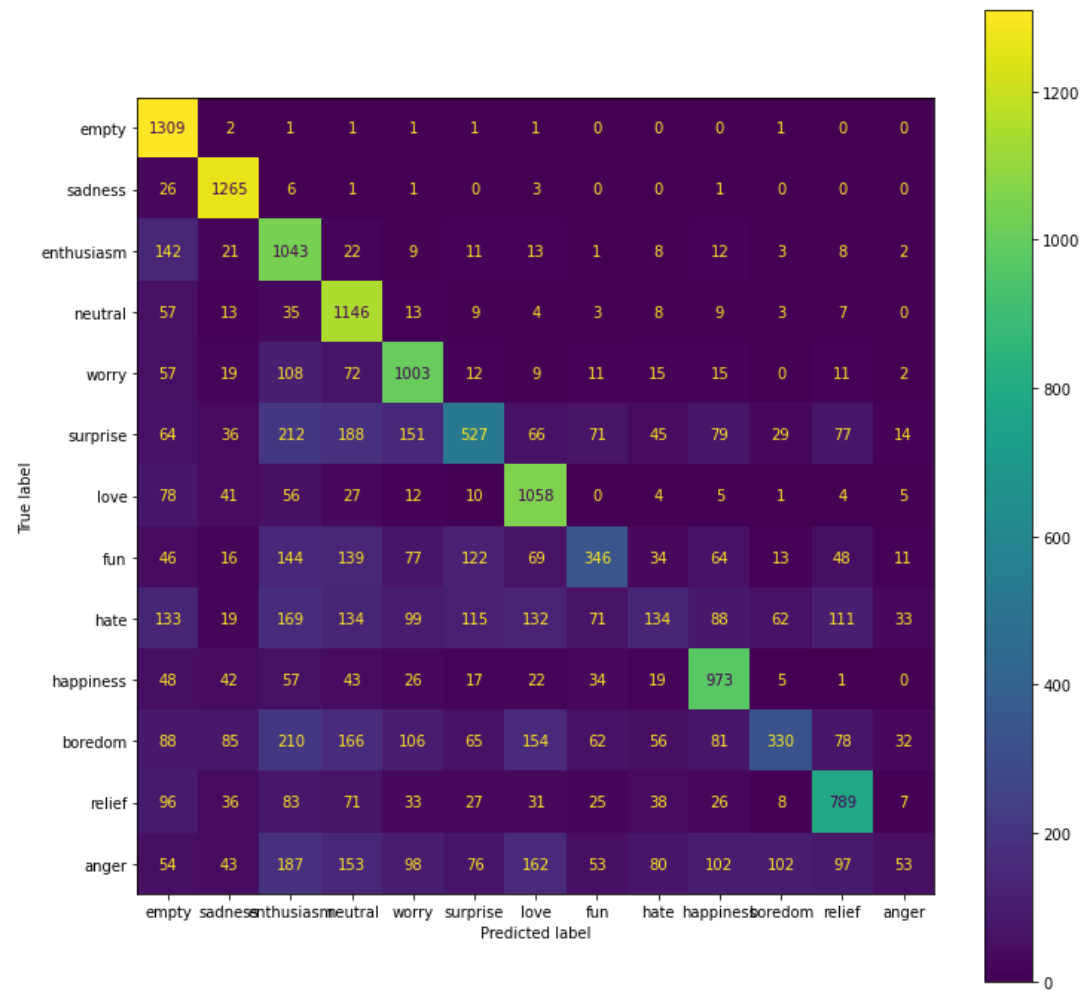 1200
1000
800
600
400
200
0
True label
empty 1309 2 1 1 1 1 1 0 0 0 1 0 0
sadness 26 1265 6 1 1 0 3 0 0 1 0 0 0
enthusiasm 142 21 1043 22 9 11 13 1 8 12 3 8 2
neutral 57 13 35 1146 13 9 4 3 8 9 3 7 0
worry 57 19 108 72 1003 12 9 11 15 15 0 11 2
surprise 64 36 212 188 151 527 66 71 45 79 29 77 14
love 78 41 56 27 12 10 1058 0 4 5 1 4 5
fun 46 16 144 139 77 122 69 346 34 64 13 48 11
hate 133 19 169 134 99 115 132 71 134 88 62 111 33
happiness 48 42 57 43 26 17 22 34 19 973 5 1 0
boredom 88 85 210 166 106 65 154 62 56 81 330 78 32
relief 96 36 83 71 33 27 31 25 38 26 8 789 7
anger 54 43 187 153 98 76 162 53 80 102 102 97 53
empty sadness enthusiasm neutral worry surprise love fun hate happiness boredom relief anger
Predicted label